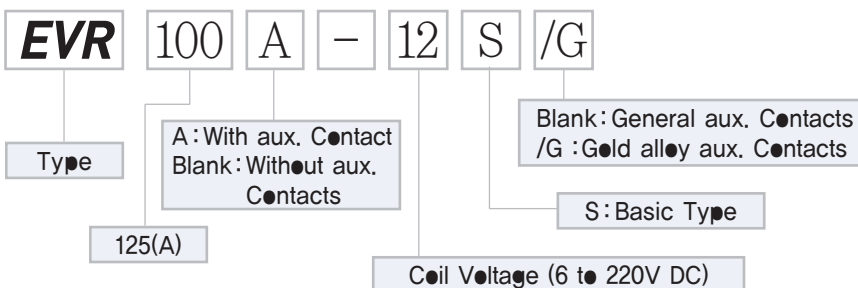 EVR 100 A - 12 S /G
Type
125(A)
A : With aux. Contact
Blank : Without aux.
Contacts
Coil Voltage (6 to 220V DC)
S : Basic Type
Blank : General aux. Contacts
/G : Gold alloy aux. Contacts